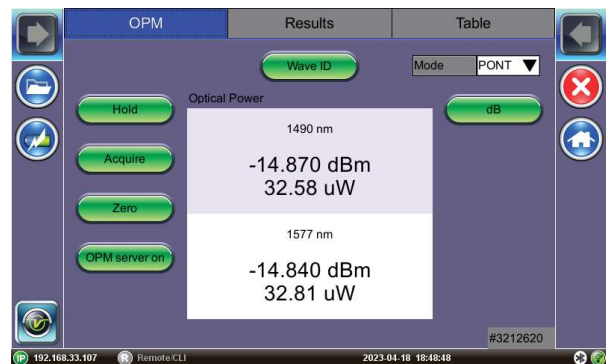 OPM Results Table
Wave ID Mode PONT
Optical Power
Hold dB
1490 nm
-14.870 dBm
32.58 uW
Acquire
Zero
1577 nm
OPM server on
-14.840 dBm
32.81 uW
#3212620
IP 192.168.33.107 R Remote/CLI 2023-04-18 18:48:48